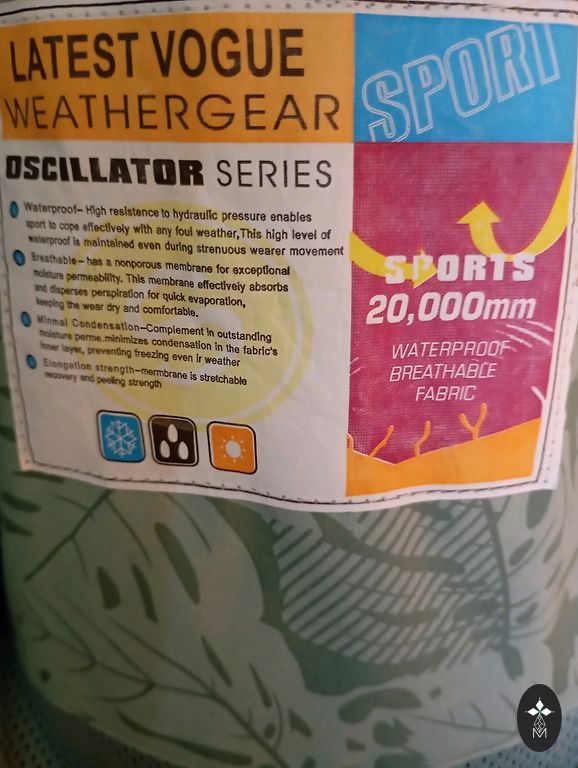 LATEST VOGUE
WEATHERGEAR
OSCILLATOR SERIES
Waterproof- High resistence to hydraulic pressure enables
sport to cope effectively with any foul weather,This high level of
waterproof is maintained even during strenuous wearer movement
Breathable- has a nonporous membrane for exceptional
moisture permeability. This membrane effectively absorbs
and disperses perspiration for quick evaporation,
keeping the wear dry and comfortable.
Minmal Condensation-Complement in outstanding
moisture perme.minimizes condensation in the fabric's
inner layer, preventing freezing even ir weather
Elongation strength-mermbrane is stretchable
recovery and peeling strength
SPORT
SPORTS
20,000mm
WATERPROOF
BREATHABLE
FABRIC
M